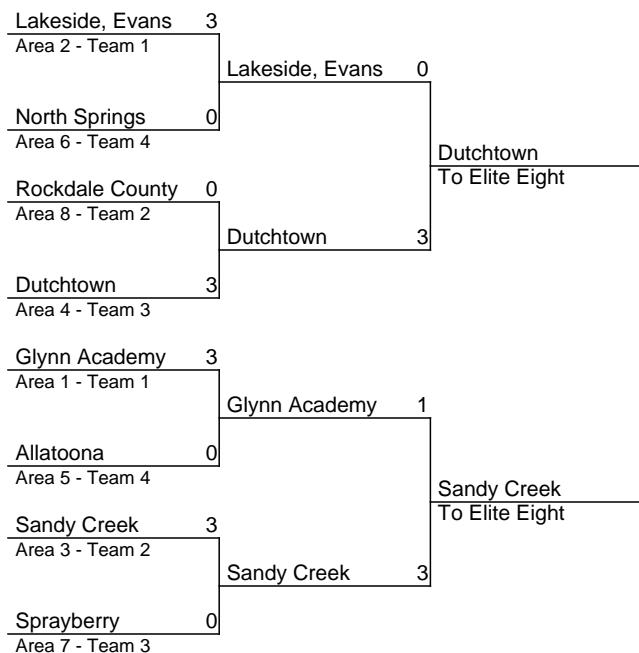 Lakeside, Evans 3
Area 2 - Team 1
Lakeside, Evans 0
North Springs 0
Area 6 - Team 4
Dutchtown
To Elite Eight
Rockdale County 0
Area 8 - Team 2
Dutchtown 3
Dutchtown 3
Area 4 - Team 3
Glynn Academy 3
Area 1 - Team 1
Glynn Academy 1
Allatoona 0
Area 5 - Team 4
Sandy Creek
To Elite Eight
Sandy Creek 3
Area 3 - Team 2
Sandy Creek 3
Sprayberry 0
Area 7 - Team 3